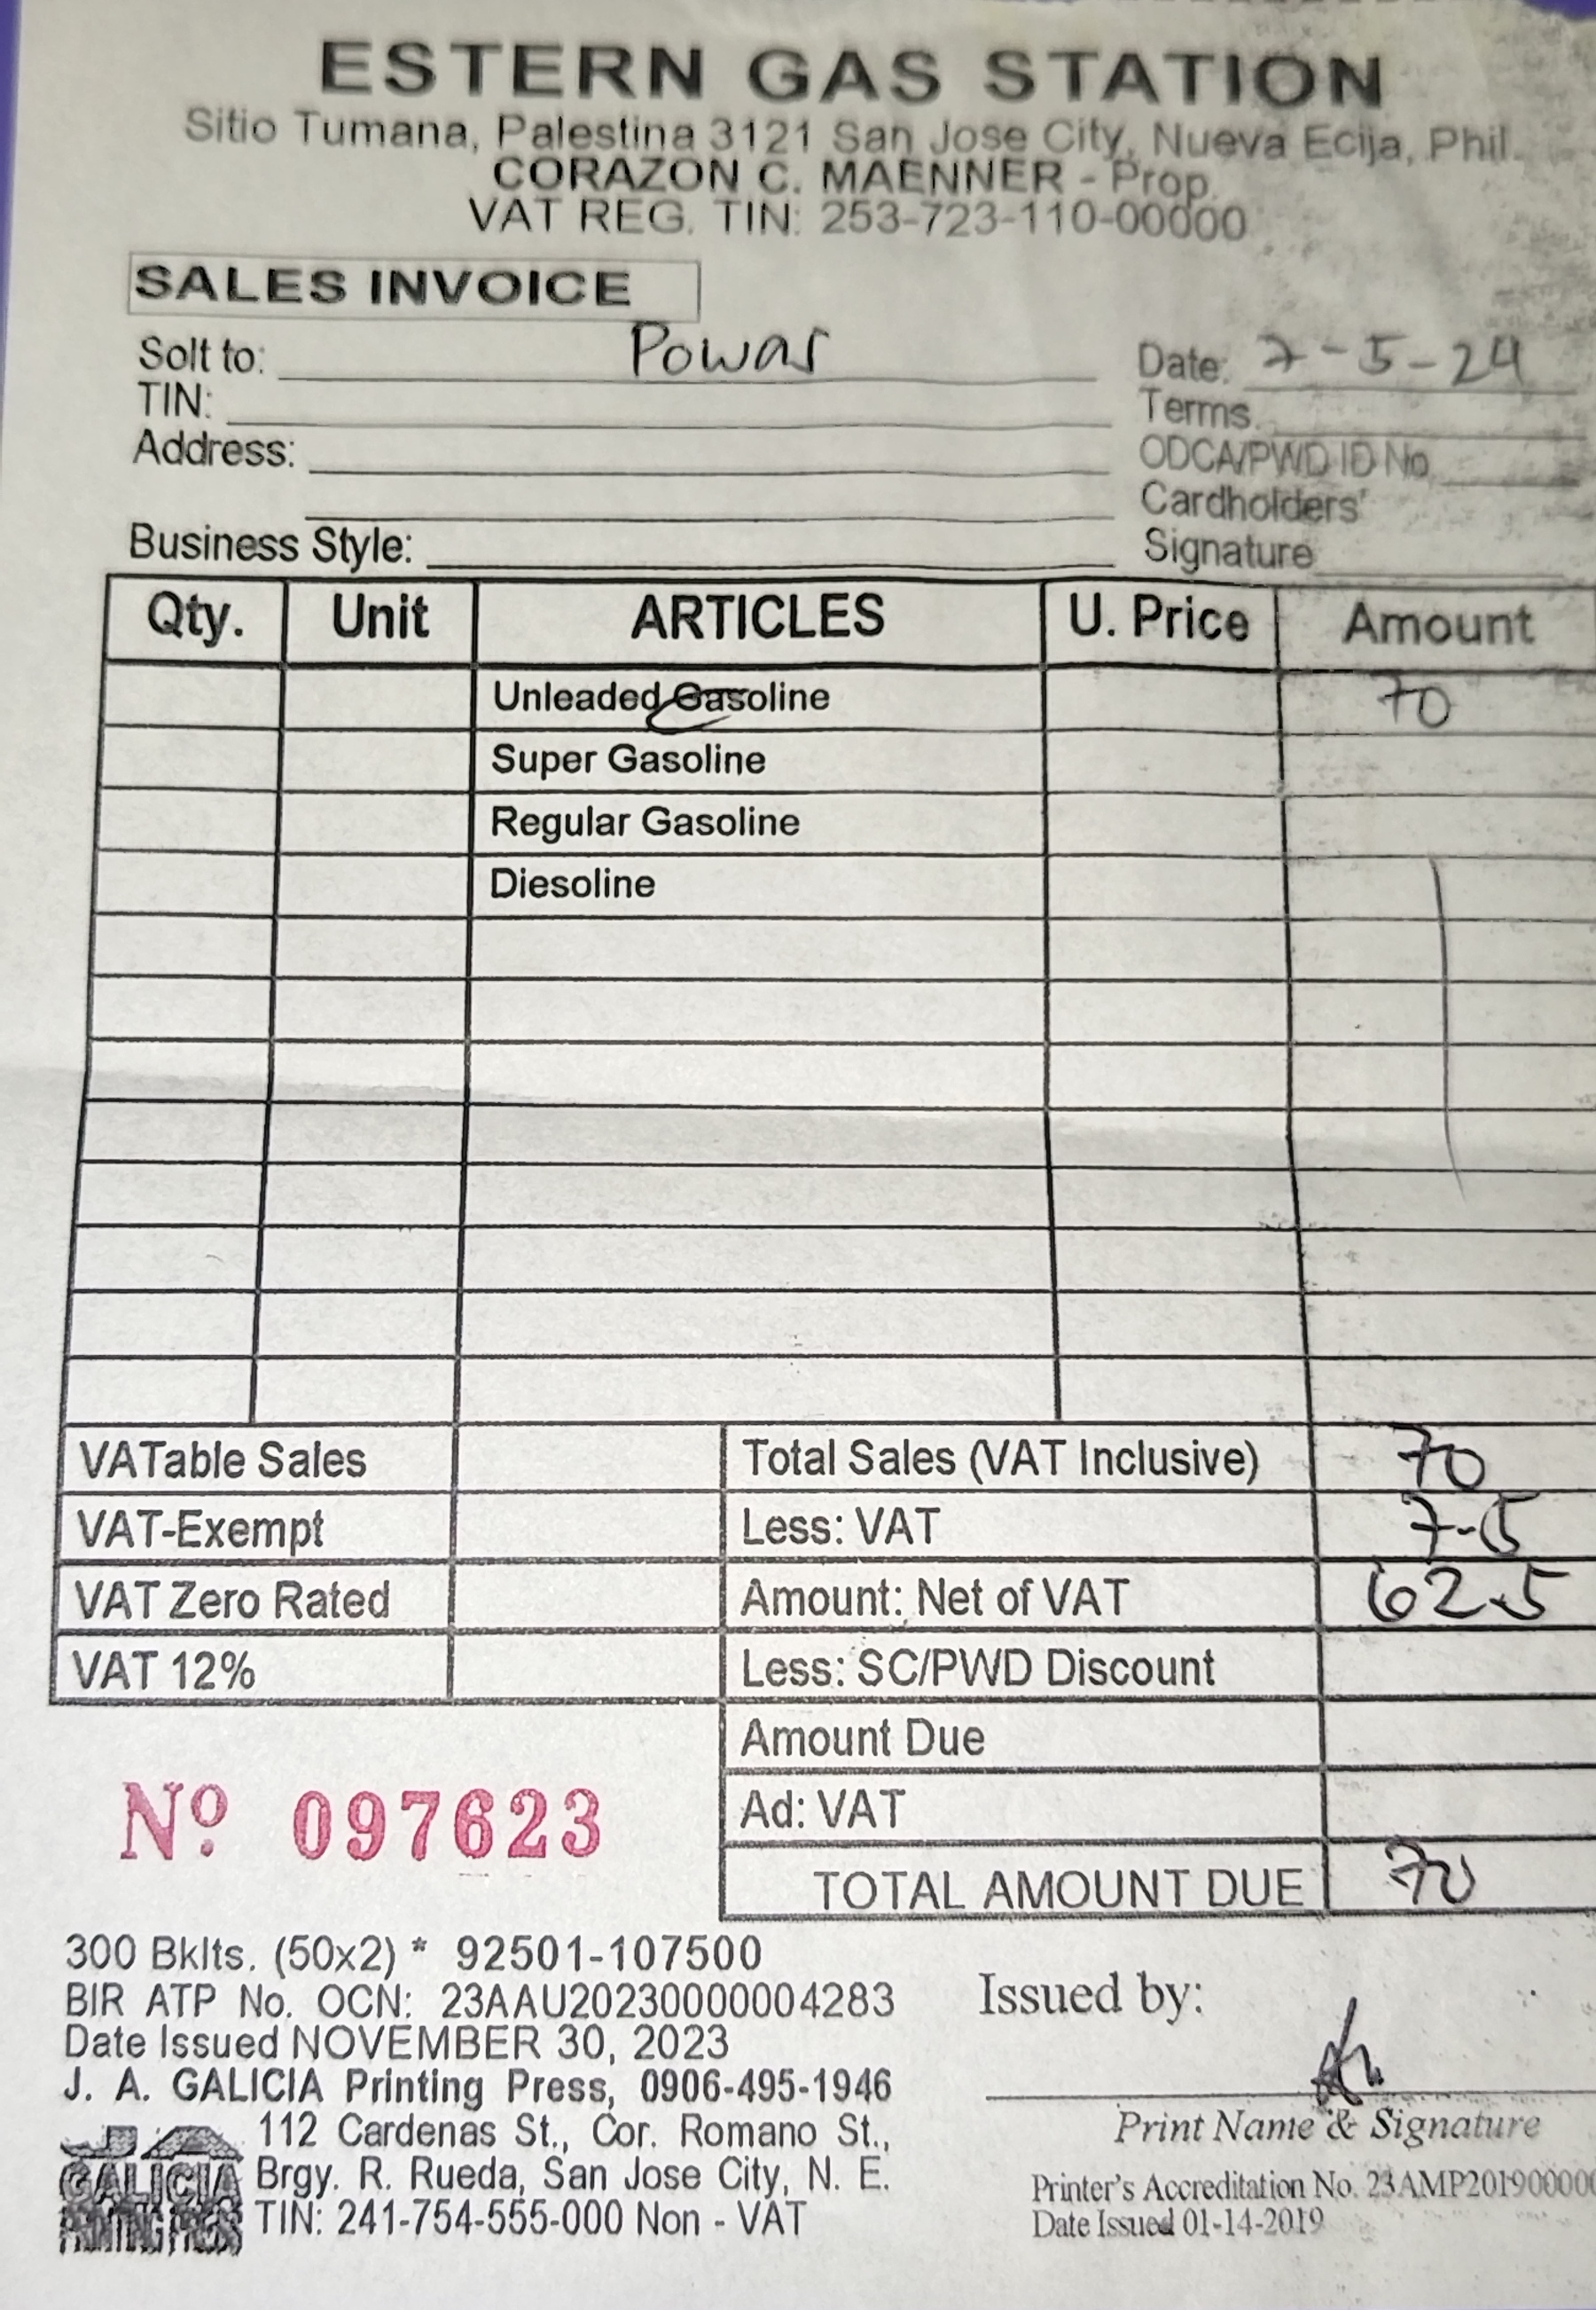 ESTERN GAS STATION
Sitio Tumana, Palestina 3121 San Jose City, Nueva Ecija, Phil.
CORAZON C. MAENNER - Prop.
VAT REG. TIN: 253-723-110-00000
SALES INVOICE
Solt to: Powas Date: 7-5-24
TIN: Terms
Address: ODCA/PWD ID No
Cardholders'
Business Style: Signature
Qty. Unit ARTICLES U. Price Amount
Unleaded Gasoline 70
Super Gasoline
Regular Gasoline
Diesoline
VATable Sales Total Sales (VAT Inclusive) 70
VAT-Exempt Less: VAT 7-5
VAT Zero Rated Amount: Net of VAT 62.5
VAT 12% Less: SC/PWD Discount
Amount Due
Nº 097623 Ad: VAT
TOTAL AMOUNT DUE 70
300 Bklts. (50x2) * 92501-107500
BIR ATP No. OCN: 23AAU20230000004283
Issued by:
Date Issued NOVEMBER 30, 2023
J. A. GALICIA Printing Press, 0906-495-1946
112 Cardenas St., Cor. Romano St.,
Print Name & Signature
GALICIA Brgy. R. Rueda, San Jose City, N. E.
Printer's Accreditation No. 23AMP20190000
TIN: 241-754-555-000 Non - VAT
Date Issued 01-14-2019